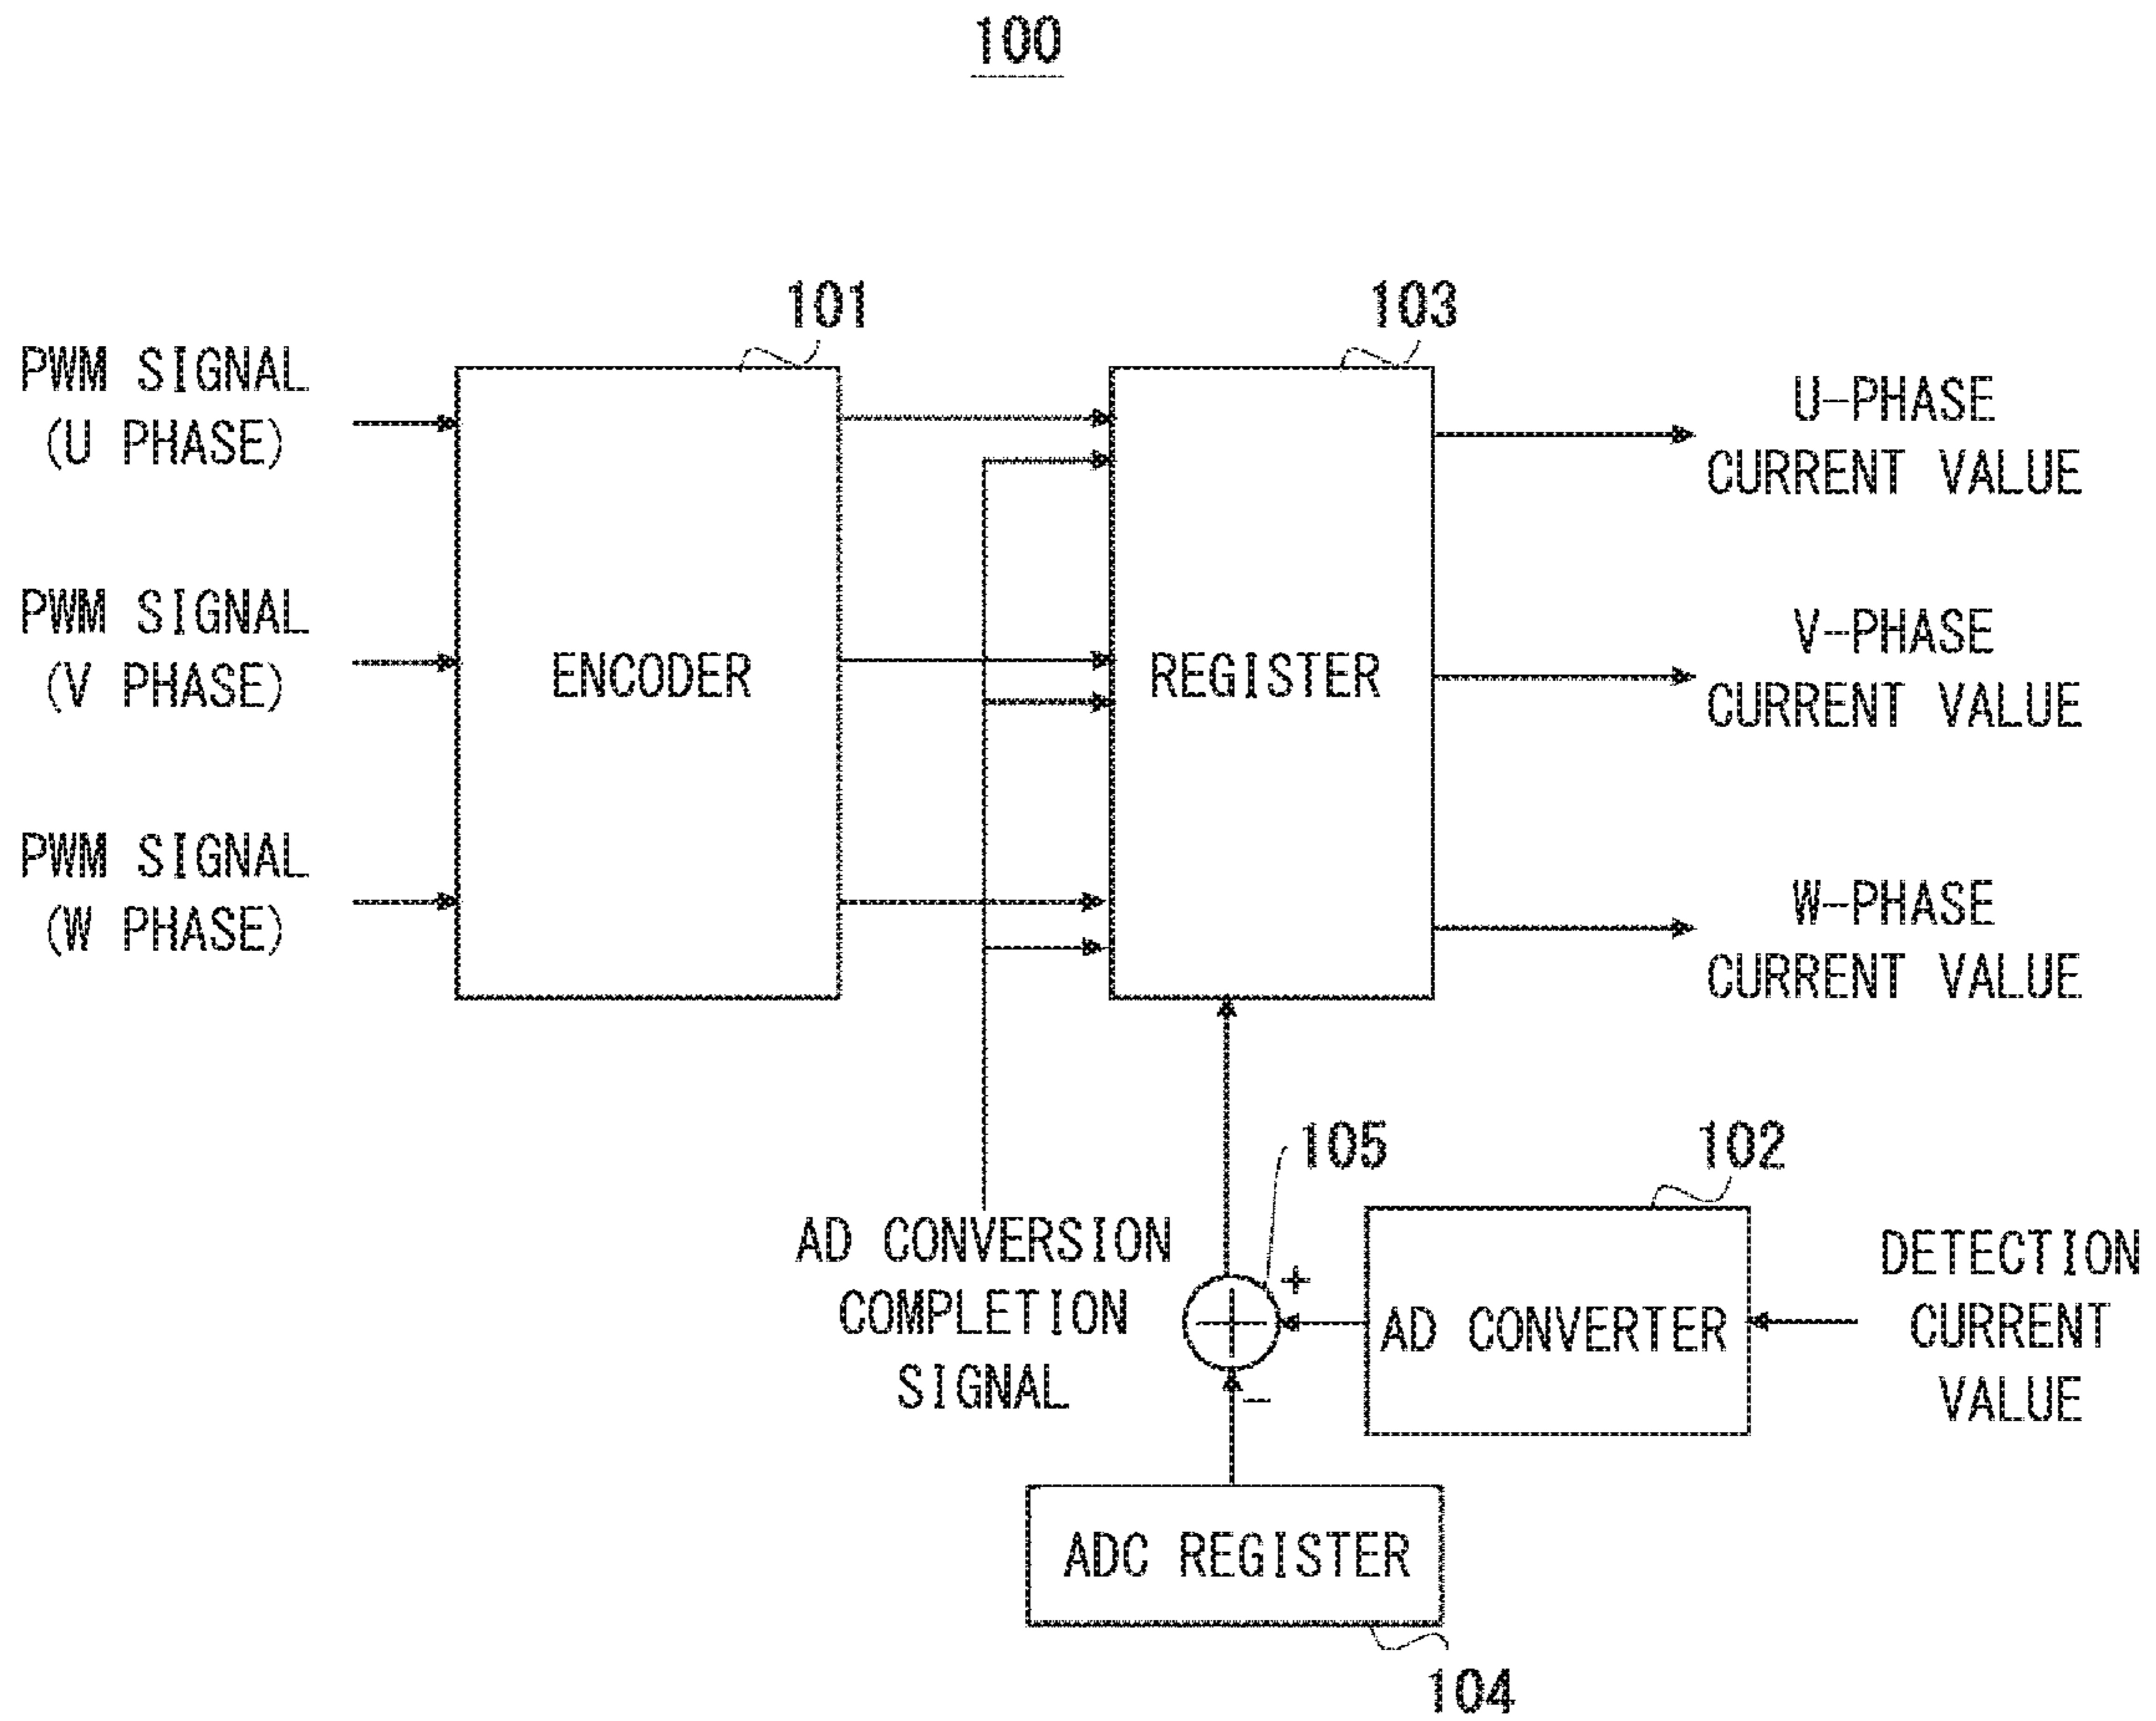 100
101
103
PWM SIGNAL
(U PHASE)
U-PHASE
CURRENT VALUE
PWM SIGNAL
(V PHASE)
ENCODER
REGISTER
V-PHASE
CURRENT VALUE
PWM SIGNAL
(W PHASE)
W-PHASE
CURRENT VALUE
105
102
AD CONVERSION
COMPLETION
SIGNAL
+
−
AD CONVERTER
DETECTION
CURRENT
VALUE
ADC REGISTER
104